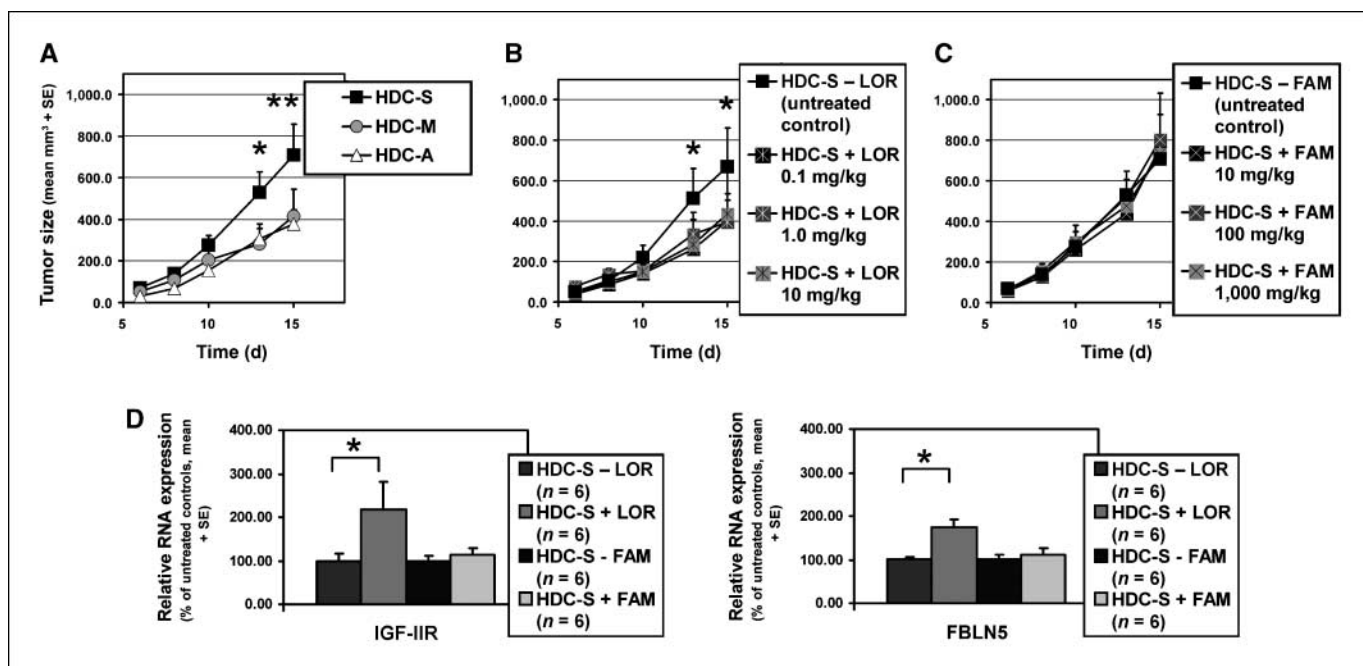 A
Tumor size (mean mm³ + SE)
1,000.0
800.0
600.0
400.0
200.0
0.0
5
10
15
Time (d)
*
**
HDC-S
HDC-M
HDC-A
B
1,000.0
800.0
600.0
400.0
200.0
0.0
5
10
15
Time (d)
*
*
HDC-S – LOR
(untreated
control)
HDC-S + LOR
0.1 mg/kg
HDC-S + LOR
1.0 mg/kg
HDC-S + LOR
10 mg/kg
C
1,000.0
800.0
600.0
400.0
200.0
0.0
5
10
15
Time (d)
HDC-S – FAM
(untreated
control)
HDC-S + FAM
10 mg/kg
HDC-S + FAM
100 mg/kg
HDC-S + FAM
1,000 mg/kg
D
Relative RNA expression
(% of untreated controls, mean
+ SE)
400.00
300.00
200.00
100.00
0.00
*
IGF-IIR
HDC-S – LOR
(n = 6)
HDC-S + LOR
(n = 6)
HDC-S - FAM
(n = 6)
HDC-S + FAM
(n = 6)
Relative RNA expression
(% of untreated controls, mean
+ SE)
400.00
300.00
200.00
100.00
0.00
*
FBLN5
HDC-S – LOR
(n = 6)
HDC-S + LOR
(n = 6)
HDC-S - FAM
(n = 6)
HDC-S + FAM
(n = 6)